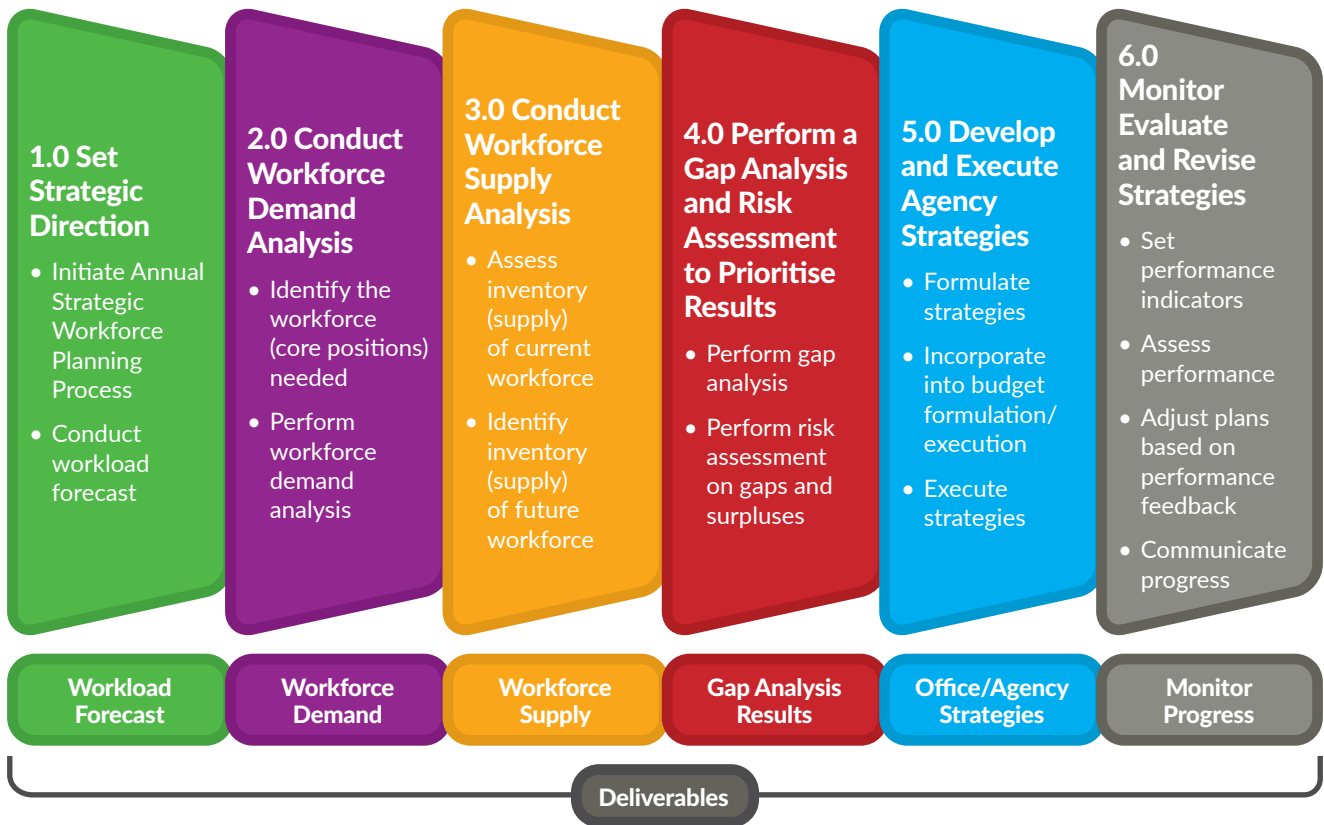 1.0 Set
Strategic
Direction
• Initiate Annual
Strategic
Workforce
Planning
Process
• Conduct
workload
forecast
2.0 Conduct
Workforce
Demand
Analysis
• Identify the
workforce
(core positions)
needed
• Perform
workforce
demand
analysis
3.0 Conduct
Workforce
Supply
Analysis
• Assess
inventory
(supply)
of current
workforce
• Identify
inventory
(supply)
of future
workforce
4.0 Perform a
Gap Analysis
and Risk
Assessment
to Prioritise
Results
• Perform gap
analysis
• Perform risk
assessment
on gaps and
surpluses
5.0 Develop
and Execute
Agency
Strategies
• Formulate
strategies
• Incorporate
into budget
formulation/
execution
• Execute
strategies
6.0
Monitor
Evaluate
and Revise
Strategies
• Set
performance
indicators
• Assess
performance
• Adjust plans
based on
performance
feedback
• Communicate
progress
Workload
Forecast
Workforce
Demand
Workforce
Supply
Gap Analysis
Results
Office/Agency
Strategies
Monitor
Progress
Deliverables